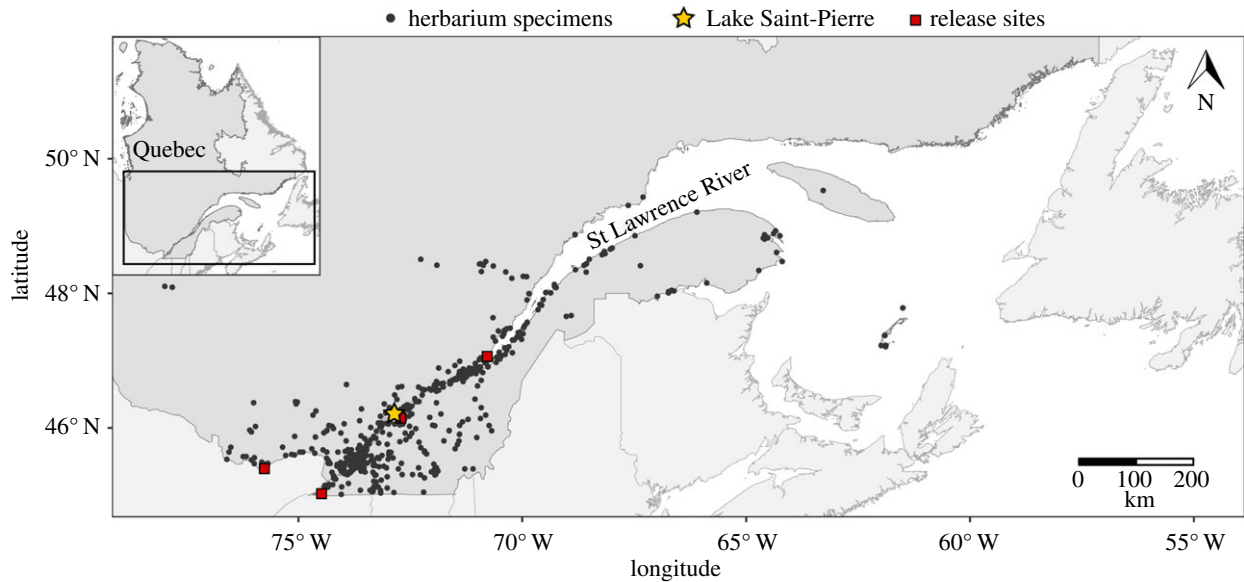 herbarium specimens Lake Saint-Pierre release sites
N
Quebec
St Lawrence River
50° N
48° N
46° N
latitude
0 100 200
km
75° W 70° W 65° W 60° W 55° W
longitude